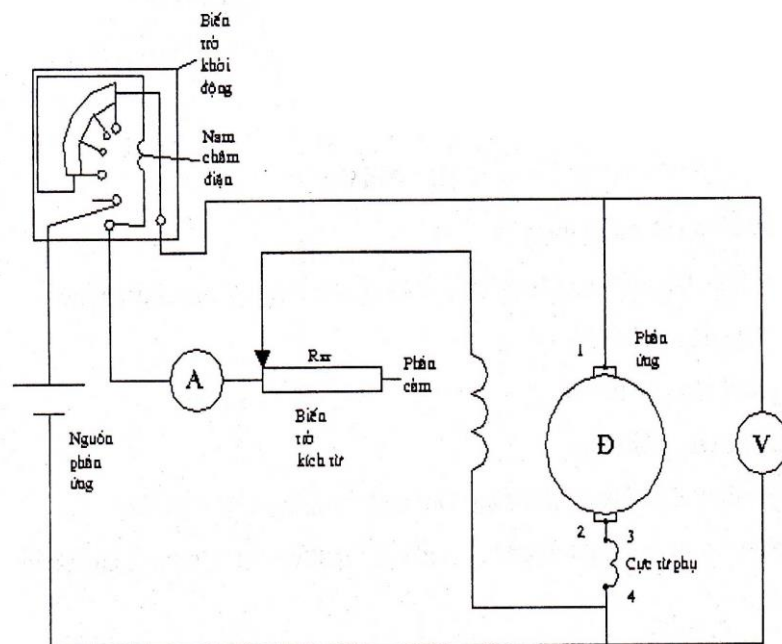 Biến
trở
khởi
động
Nam
châm
điện
A
Rkt
Phần
cảm
Biến
trở
kích từ
Nguồn
phần
ứng
1
Phần
ứng
Đ
V
2
3
Cực từ phụ
4